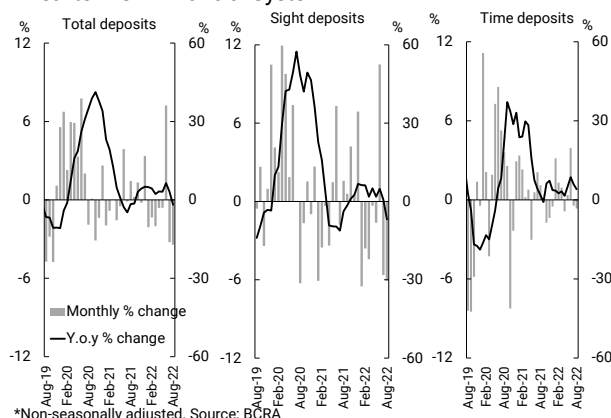 Total deposits
Sight deposits
Time deposits
% % % % % %
12 60 12 60 12 60
6 30 6 30 6 30
0 0 0 0 0 0
-6 -30 -6 -30 -6 -30
-12 -60 -12 -60 -12 -60
Monthly % change
Y.o.y % change
Aug-19 Feb-20 Aug-20 Feb-21 Aug-21 Feb-22 Aug-22
Aug-19 Feb-20 Aug-20 Feb-21 Aug-21 Feb-22 Aug-22
Aug-19 Feb-20 Aug-20 Feb-21 Aug-21 Feb-22 Aug-22
*Non-seasonally adjusted. Source: BCRA